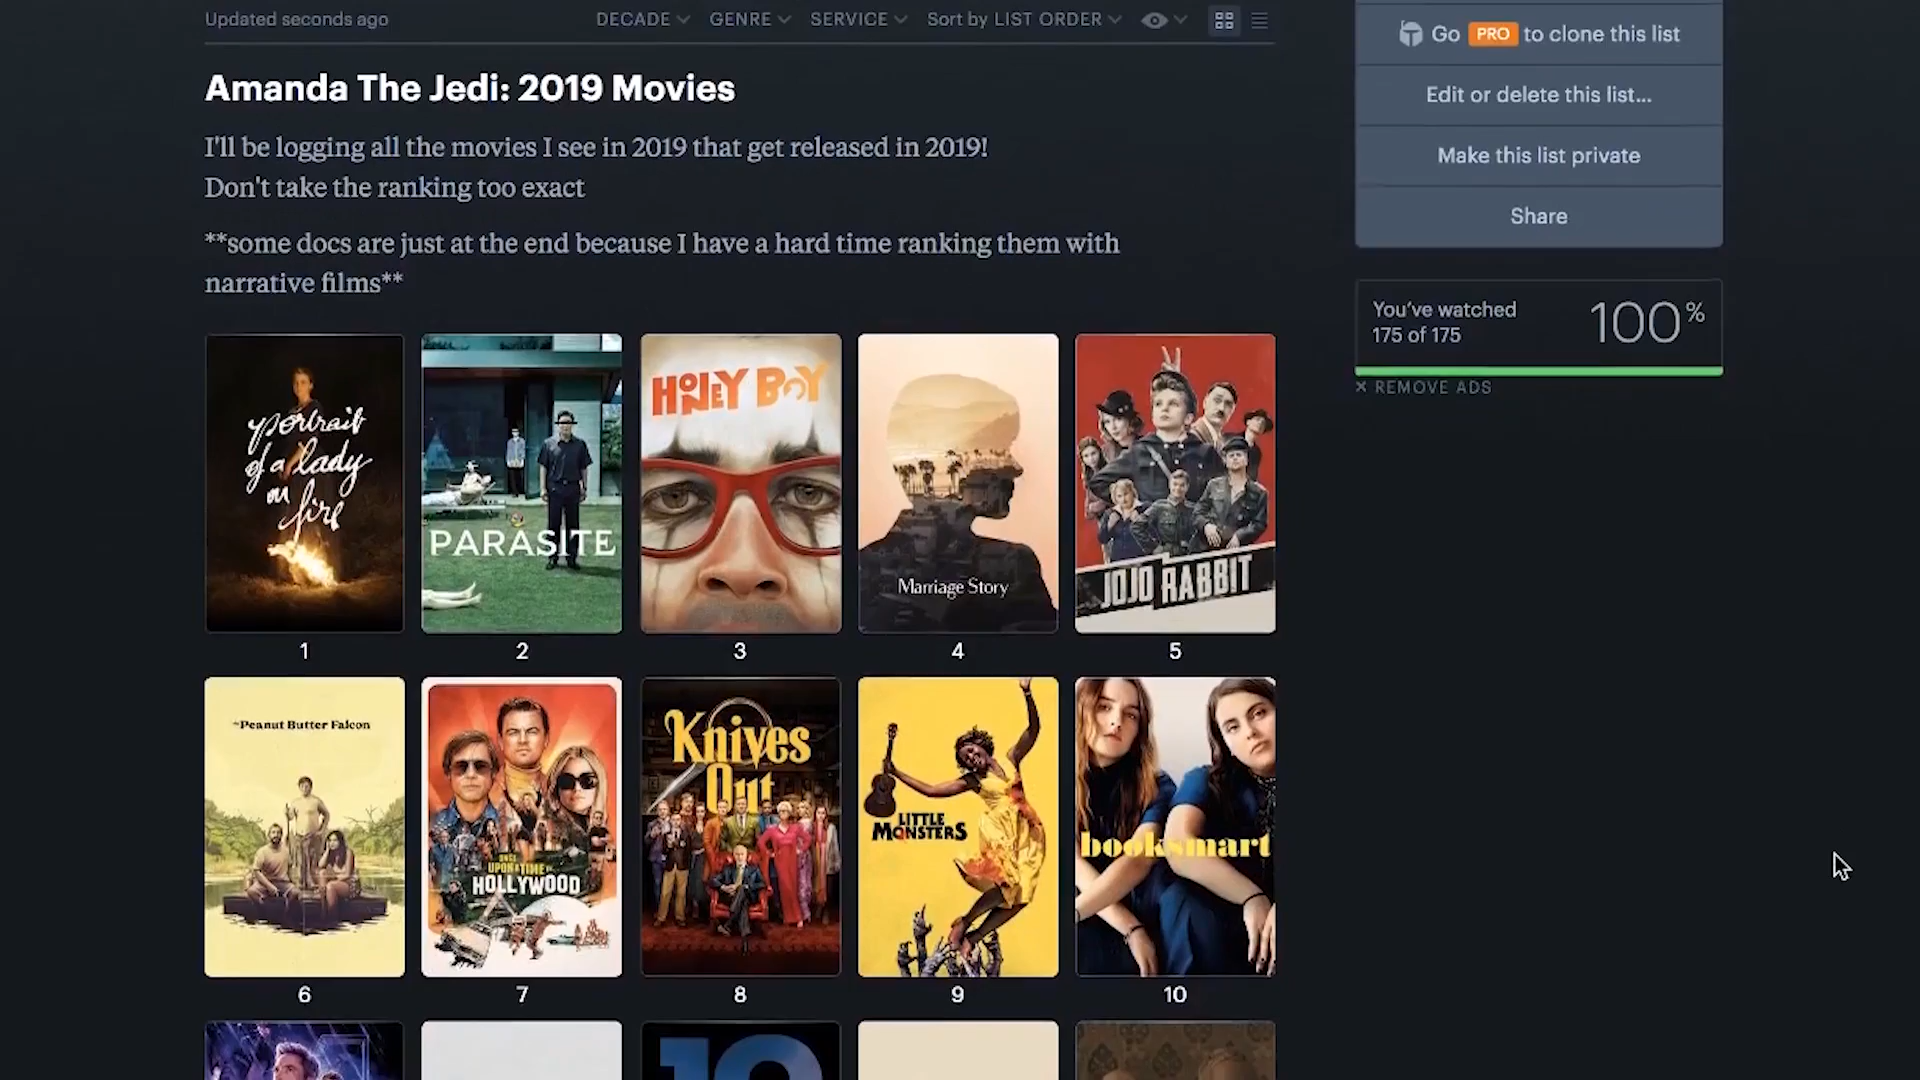 Updated seconds ago
DECADE GENRE SERVICE Sort by LIST ORDER
Amanda The Jedi: 2019 Movies
I'll be logging all the movies I see in 2019 that get released in 2019!
Don't take the ranking too exact
**some docs are just at the end because I have a hard time ranking them with
narrative films**
Go PRO to clone this list
Edit or delete this list...
Make this list private
Share
You've watched
175 of 175
100%
× REMOVE ADS
portrait
of a lady
on
fire
PARASITE
HONEY BOY
Marriage Story
JOJO RABBIT
1
2
3
4
5
The Peanut Butter Falcon
ONCE
UPON A TIME IN
HOLLYWOOD
Knives
Out
LITTLE
MONSTERS
booksmart
6
7
8
9
10
19